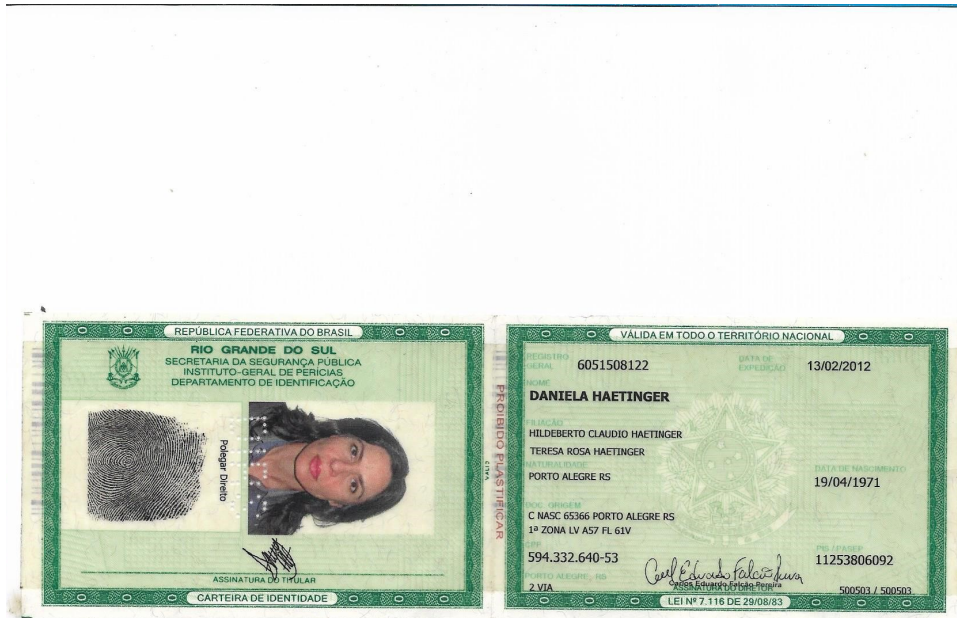 REPÚBLICA FEDERATIVA DO BRASIL
RIO GRANDE DO SUL
SECRETARIA DA SEGURANÇA PÚBLICA
INSTITUTO-GERAL DE PERÍCIAS
DEPARTAMENTO DE IDENTIFICAÇÃO
Polegar Direito
ASSINATURA DO TITULAR
CARTEIRA DE IDENTIDADE
PROIBIDO PLASTIFICAR
VÁLIDA EM TODO O TERRITÓRIO NACIONAL
REGISTRO GERAL 6051508122 DATA DE EXPEDIÇÃO 13/02/2012
NOME
DANIELA HAETINGER
FILIAÇÃO
HILDEBERTO CLAUDIO HAETINGER
TERESA ROSA HAETINGER
NATURALIDADE DATA DE NASCIMENTO
PORTO ALEGRE RS 19/04/1971
DOC. ORIGEM
C NASC 65366 PORTO ALEGRE RS
1ª ZONA LV A57 FL 61V
CPF PIS / PASEP
594.332.640-53 11253806092
PORTO ALEGRE, RS
Carlos Eduardo Falcão Pereira
2 VIA ASSINATURA DO DIRETOR 500503 / 500503
LEI Nº 7.116 DE 29/08/83